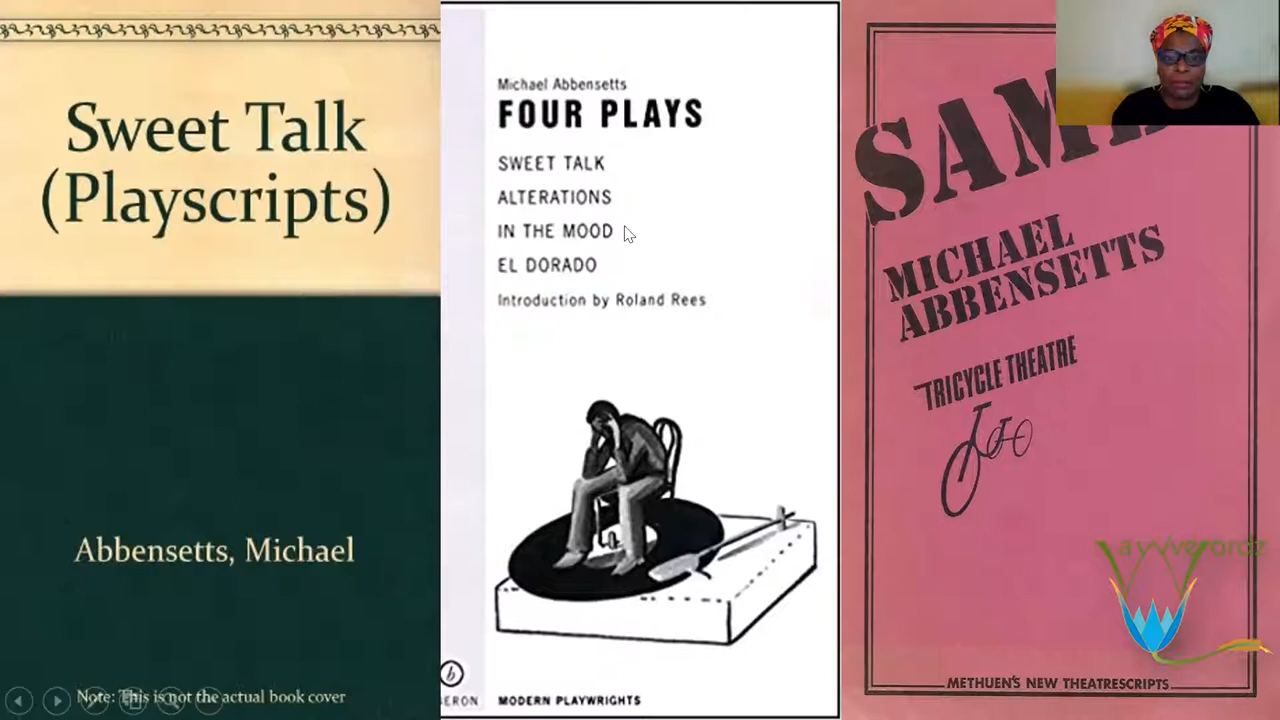 Sweet Talk
(Playscripts)
Abbensetts, Michael
Note: This is not the actual book cover
Michael Abbensetts
FOUR PLAYS
SWEET TALK
ALTERATIONS
IN THE MOOD
EL DORADO
Introduction by Roland Rees
b
MODERN PLAYWRIGHTS
MICHAEL
ABBENSETTS
TRICYCLE THEATRE
METHUEN'S NEW THEATRESCRIPTS